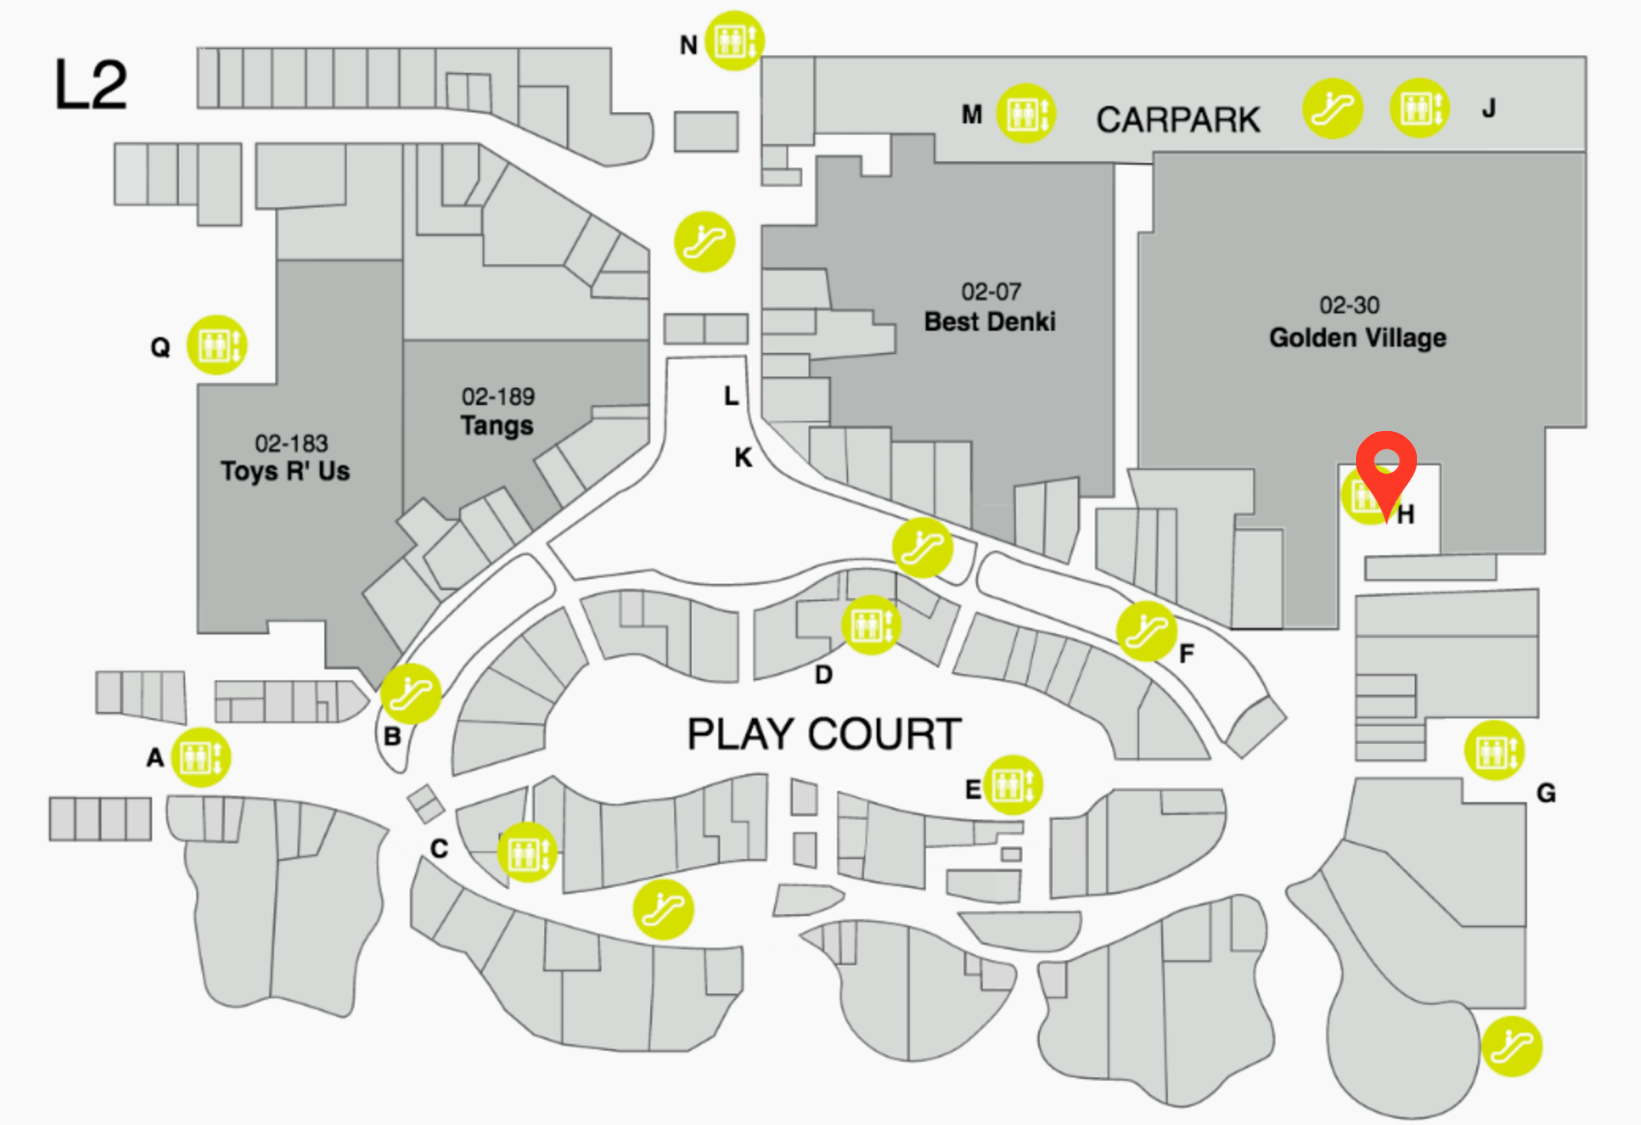 L2
N
M
CARPARK
J
02-07
Best Denki
02-30
Golden Village
Q
02-189
Tangs
L
02-183
Toys R' Us
K
H
D
F
B
PLAY COURT
A
E
G
C